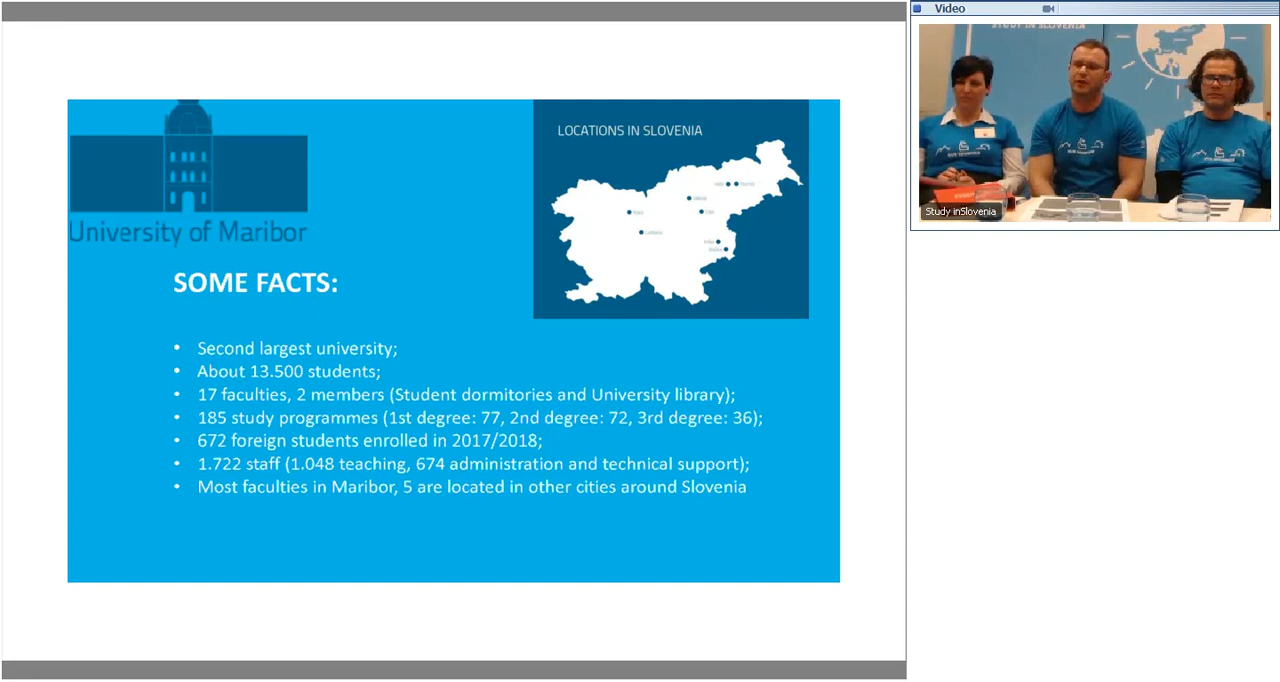 University of Maribor
LOCATIONS IN SLOVENIA
SOME FACTS:
• Second largest university;
• About 13.500 students;
• 17 faculties, 2 members (Student dormitories and University library);
• 185 study programmes (1st degree: 77, 2nd degree: 72, 3rd degree: 36);
• 672 foreign students enrolled in 2017/2018;
• 1.722 staff (1.048 teaching, 674 administration and technical support);
• Most faculties in Maribor, 5 are located in other cities around Slovenia
Video
STUDY IN SLOVENIA
Study inSlovenia